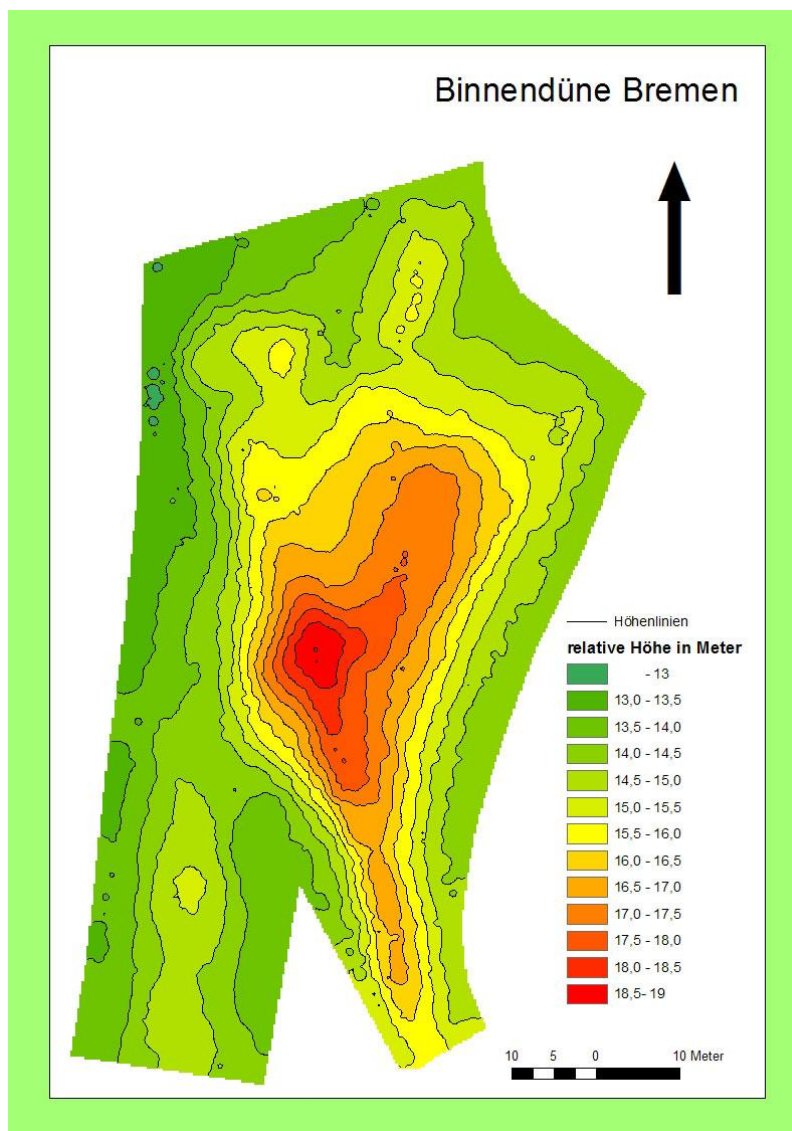 Binnendüne Bremen
Höhenlinien
relative Höhe in Meter
- 13
13,0 - 13,5
13,5 - 14,0
14,0 - 14,5
14,5 - 15,0
15,0 - 15,5
15,5 - 16,0
16,0 - 16,5
16,5 - 17,0
17,0 - 17,5
17,5 - 18,0
18,0 - 18,5
18,5- 19
10 5 0 10 Meter